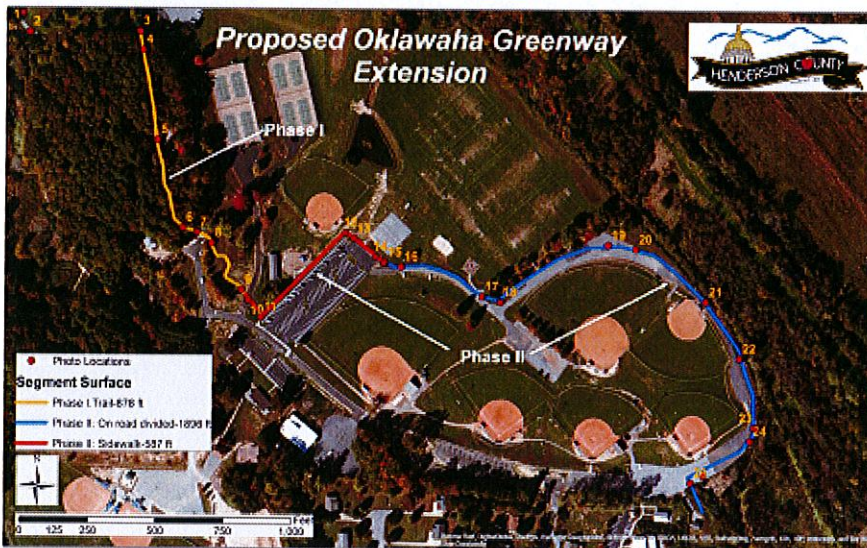 Proposed Oklawaha Greenway
Extension
HENDERSON COUNTY
1
2
3
4
5
Phase I
6
7
8
9
10
11
12
13
14
15
16
17
18
19
20
21
22
23
24
Phase II
Photo Locations
Segment Surface
Phase I: Trail-878 ft
Phase II: On road divided-1898 ft
Phase II: Sidewalk-587 ft
N
Feet
0 125 250 500 750 1,000